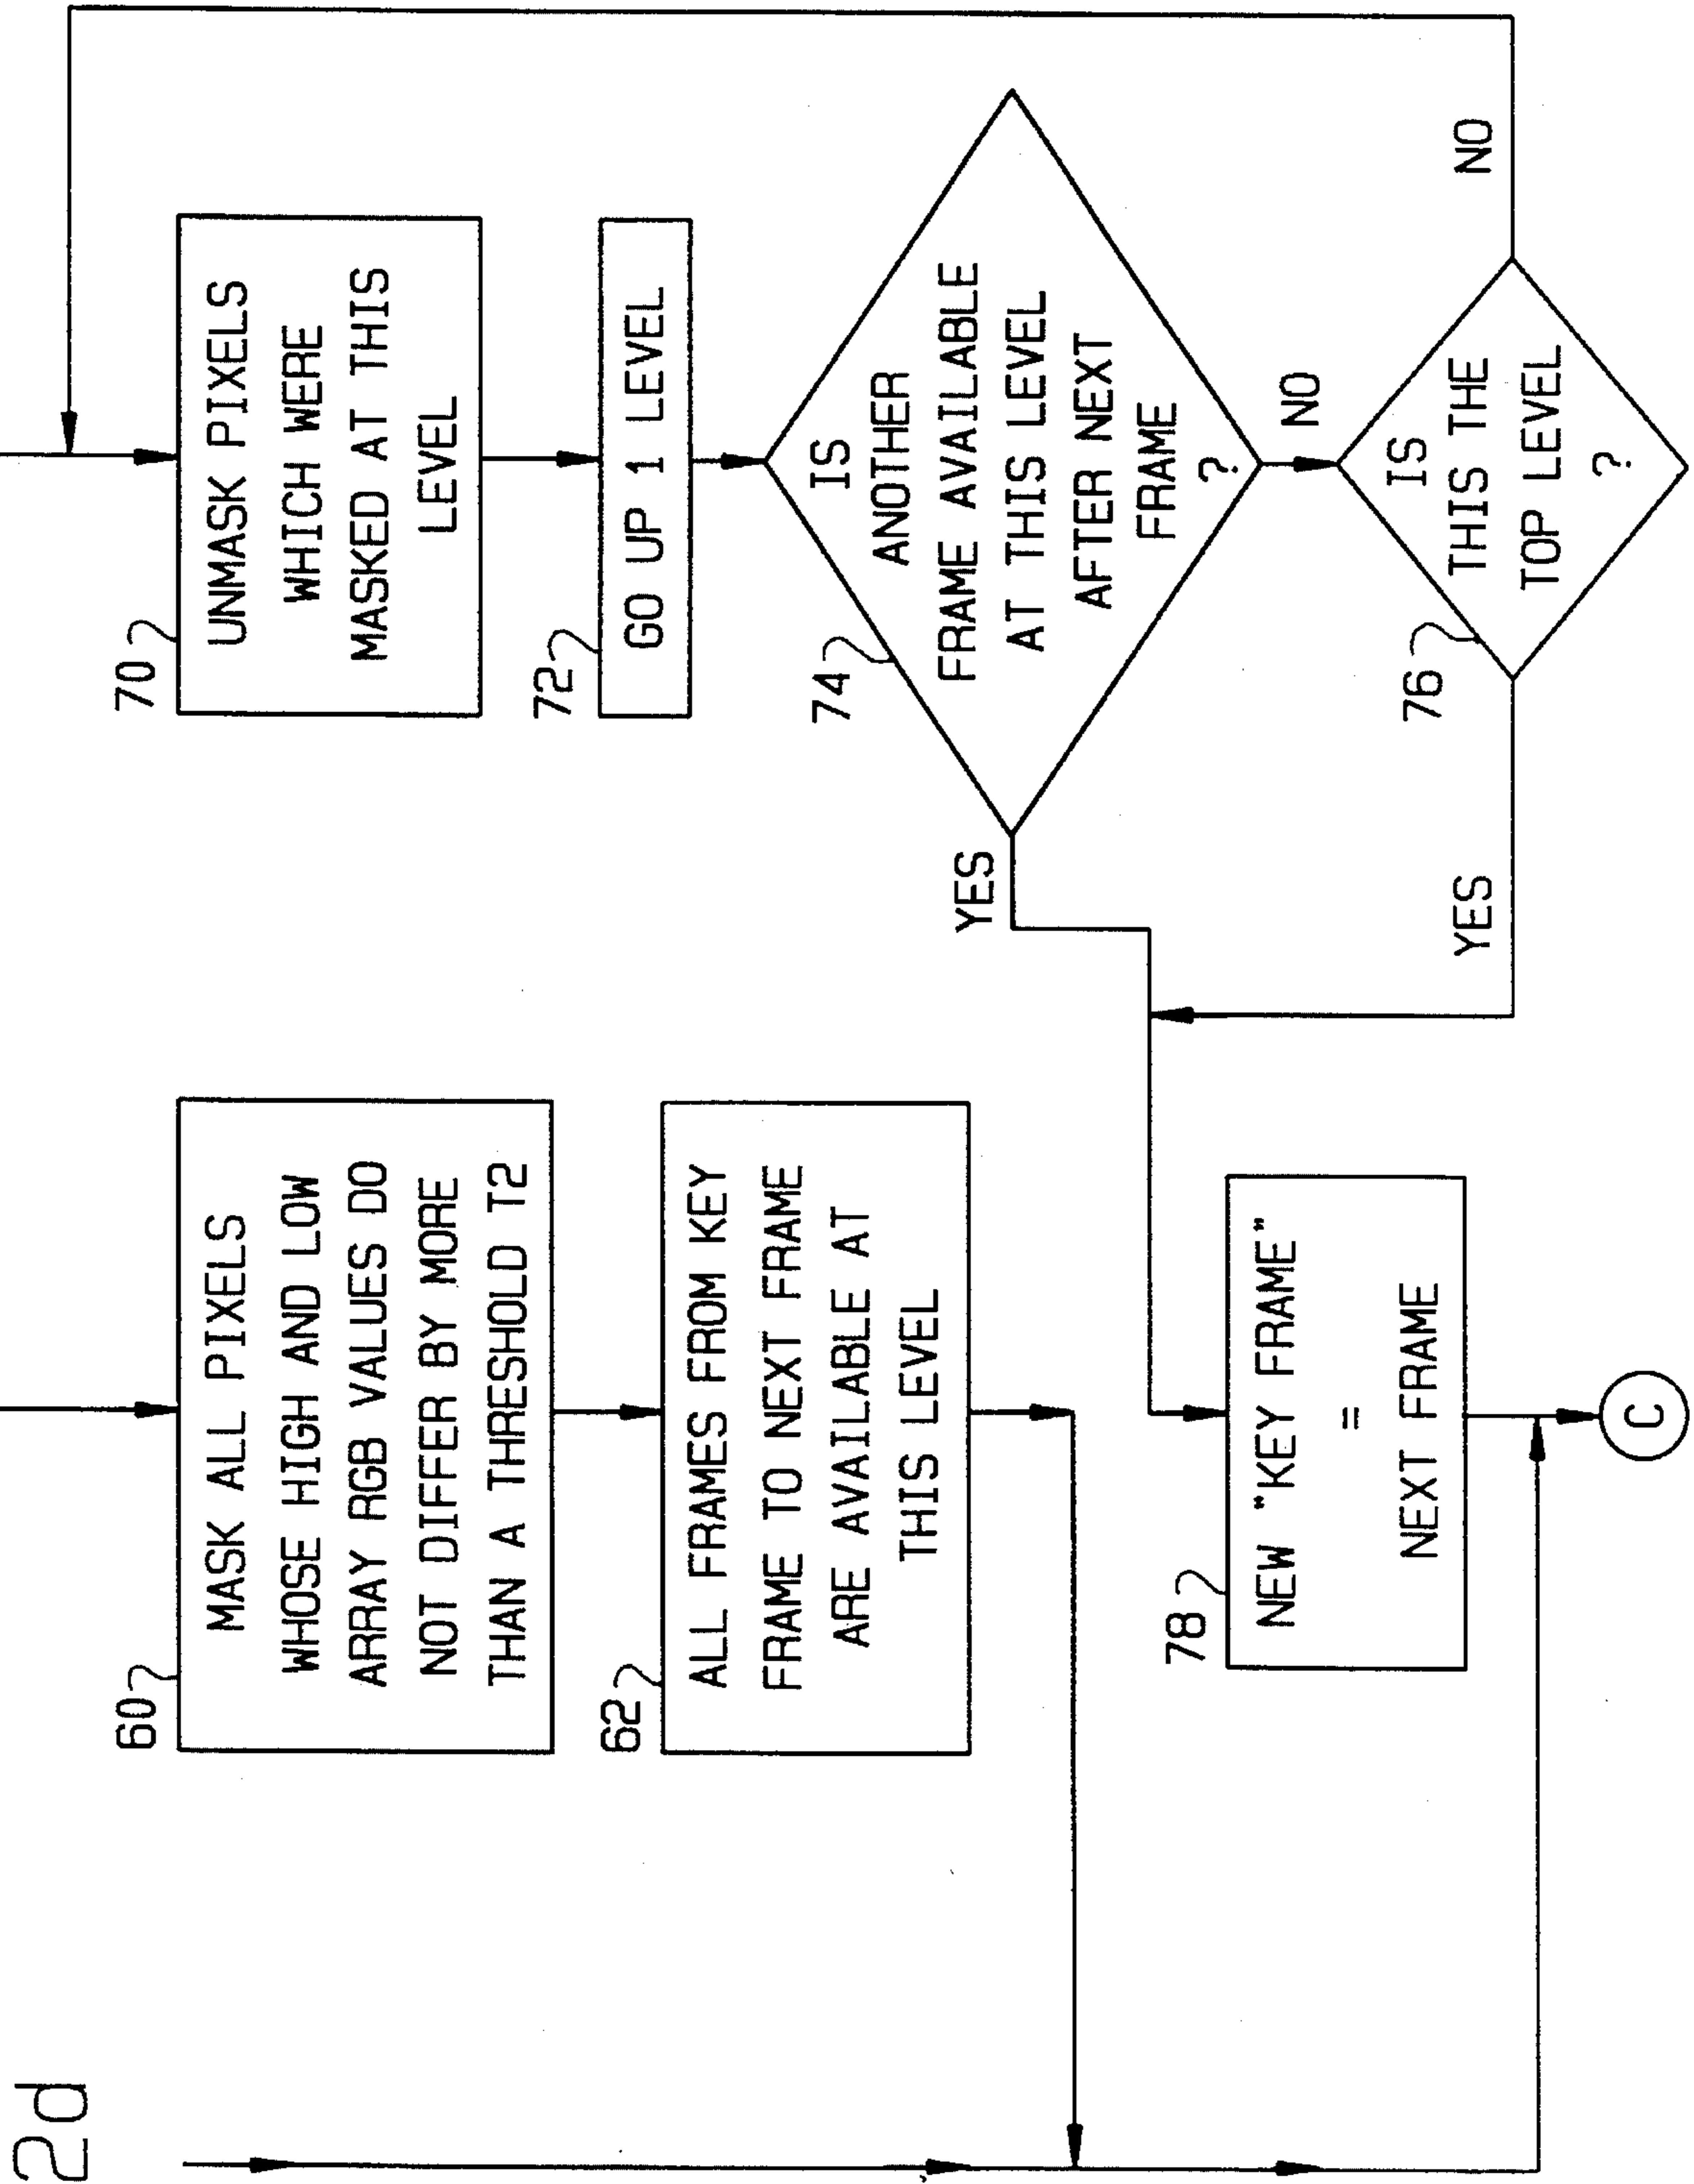 2d
60
MASK ALL PIXELS
WHOSE HIGH AND LOW
ARRAY RGB VALUES DO
NOT DIFFER BY MORE
THAN A THRESHOLD T2
62
ALL FRAMES FROM KEY
FRAME TO NEXT FRAME
ARE AVAILABLE AT
THIS LEVEL
78
NEW "KEY FRAME"
=
NEXT FRAME
C
70
UNMASK PIXELS
WHICH WERE
MASKED AT THIS
LEVEL
72
GO UP 1 LEVEL
74
IS
ANOTHER
FRAME AVAILABLE
AT THIS LEVEL
AFTER NEXT
FRAME
?
YES
NO
76
IS
THIS THE
TOP LEVEL
?
YES
NO